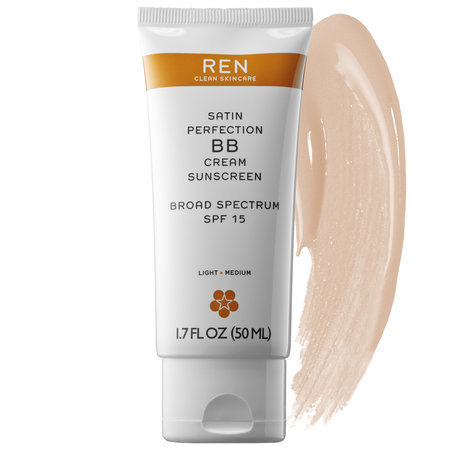 REN
CLEAN SKINCARE
SATIN
PERFECTION
BB
CREAM
SUNSCREEN
BROAD SPECTRUM
SPF 15
LIGHT • MEDIUM
1.7 FL OZ (50 ML)